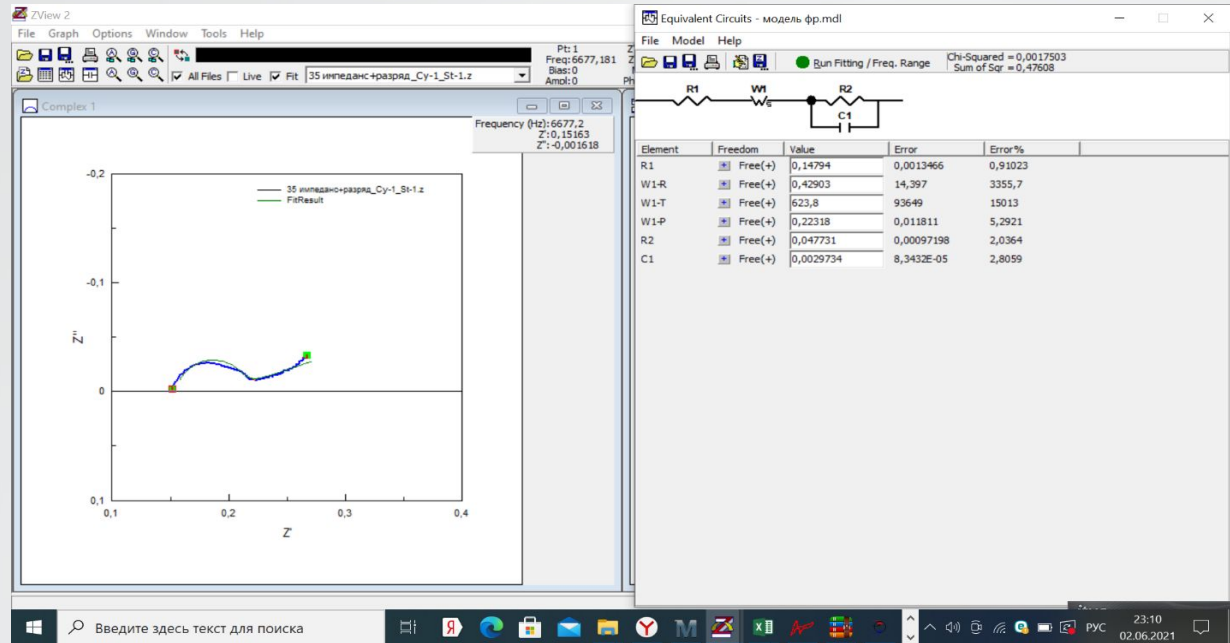 ZView 2
File Graph Options Window Tools Help
Pt: 1
Freq:6677,181
Bias:0
Ampl:0
All Files Live Fit 35 импеданс+разряд_Cy-1_St-1.z
Complex 1
Frequency (Hz):6677,2
Z':0,15163
Z'':-0,001618
35 импеданс+разряд_Cy-1_St-1.z
FitResult
-0,2
-0,1
0
0,1
Z''
0,1 0,2 0,3 0,4
Z'
Equivalent Circuits - модель фр.mdl
File Model Help
Run Fitting / Freq. Range
Chi-Squared = 0,0017503
Sum of Sqr = 0,47608
R1 W1 R2
s
C1
Element Freedom Value Error Error%
R1 Free(+) 0,14794 0,0013466 0,91023
W1-R Free(+) 0,42903 14,397 3355,7
W1-T Free(+) 623,8 93649 15013
W1-P Free(+) 0,22318 0,011811 5,2921
R2 Free(+) 0,047731 0,00097198 2,0364
C1 Free(+) 0,0029734 8,3432E-05 2,8059
Введите здесь текст для поиска
РУС
23:10
02.06.2021